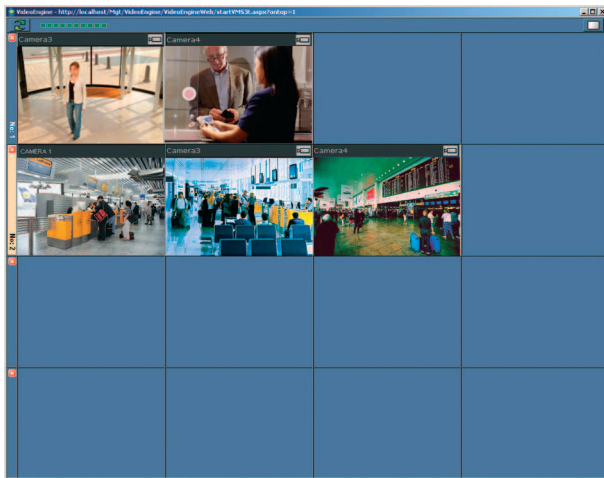 VideoEngine - http://localhost/Mgt/VideoEngine/VideoEngineWeb/startVMS3t.aspx?ontop=1
Camera3
Camera4
No: 1
CAMERA 1
Camera3
Camera4
No: 2